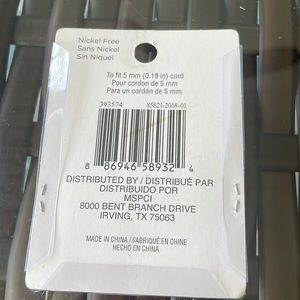 Nickel Free
Sans Nickel
Sin Niquel
To fit 5 mm (0.19 in) cord
Pour cordon de 5 mm
Para un cordón de 5 mm
393574 85821-2018-01
8 86946 58932 4
DISTRIBUTED BY / DISTRIBUÉ PAR
DISTRIBUIDO POR
MSPCI
8000 BENT BRANCH DRIVE
IRVING, TX 75063
MADE IN CHINA / FABRIQUÉ EN CHINE
HECHO EN CHINA